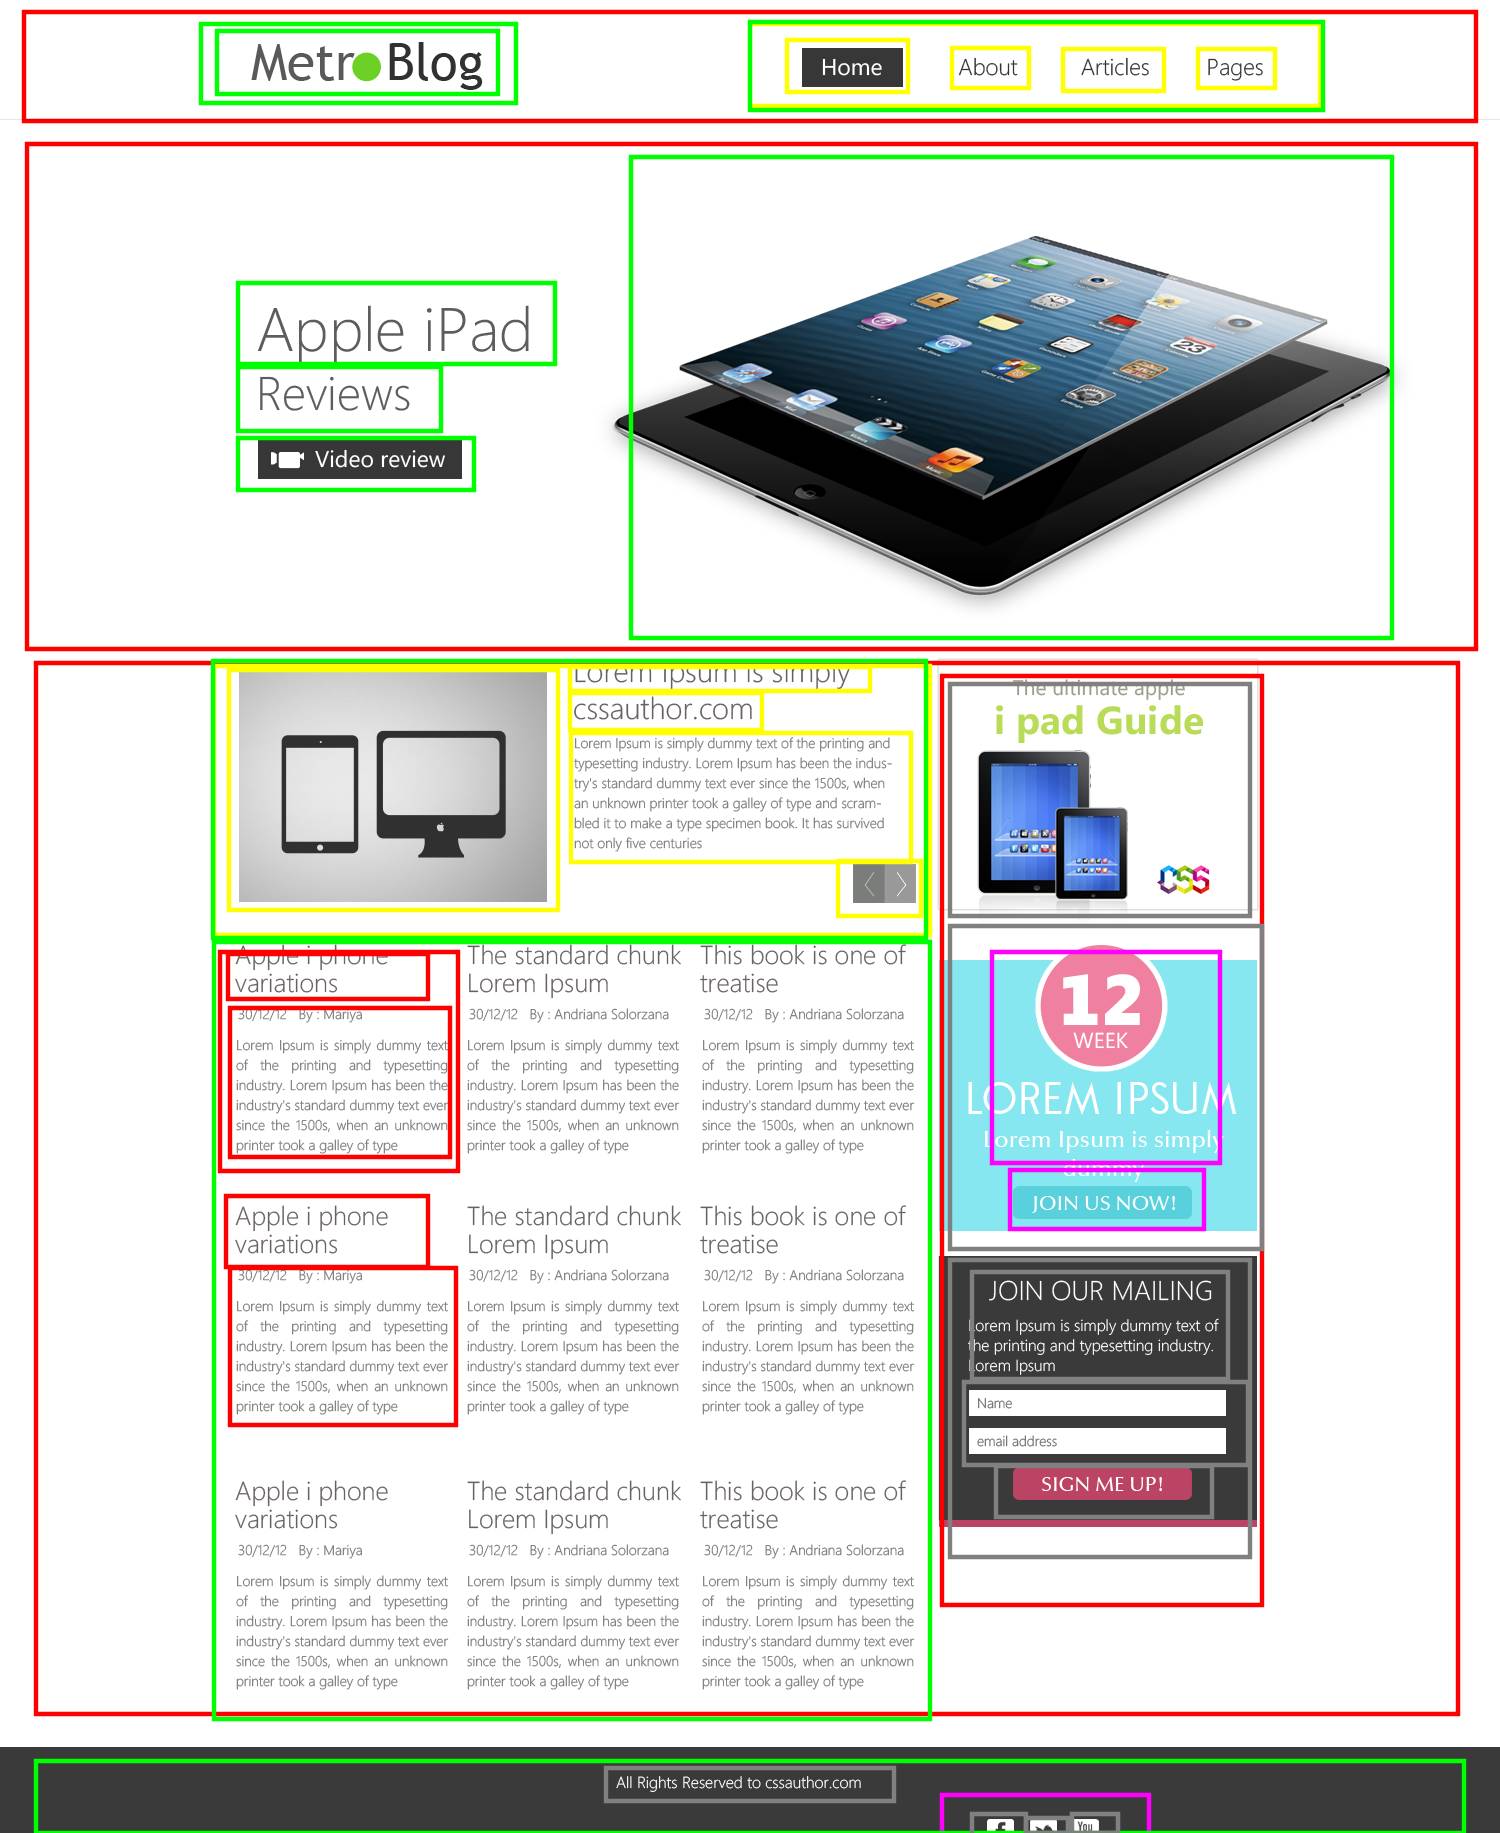 MetroBlog
Home About Articles Pages
Apple iPad
Reviews
Video review
Lorem Ipsum is simply
cssauthor.com
Lorem Ipsum is simply dummy text of the printing and
typesetting industry. Lorem Ipsum has been the indus-
try's standard dummy text ever since the 1500s, when
an unknown printer took a galley of type and scram-
bled it to make a type specimen book. It has survived
not only five centuries
The ultimate apple
i pad Guide
CSS
Apple i phone
variations
30/12/12 By : Mariya
Lorem Ipsum is simply dummy text
of the printing and typesetting
industry. Lorem Ipsum has been the
industry's standard dummy text ever
since the 1500s, when an unknown
printer took a galley of type
The standard chunk
Lorem Ipsum
30/12/12 By : Andriana Solorzana
Lorem Ipsum is simply dummy text
of the printing and typesetting
industry. Lorem Ipsum has been the
industry's standard dummy text ever
since the 1500s, when an unknown
printer took a galley of type
This book is one of
treatise
30/12/12 By : Andriana Solorzana
Lorem Ipsum is simply dummy text
of the printing and typesetting
industry. Lorem Ipsum has been the
industry's standard dummy text ever
since the 1500s, when an unknown
printer took a galley of type
Apple i phone
variations
30/12/12 By : Mariya
Lorem Ipsum is simply dummy text
of the printing and typesetting
industry. Lorem Ipsum has been the
industry's standard dummy text ever
since the 1500s, when an unknown
printer took a galley of type
The standard chunk
Lorem Ipsum
30/12/12 By : Andriana Solorzana
Lorem Ipsum is simply dummy text
of the printing and typesetting
industry. Lorem Ipsum has been the
industry's standard dummy text ever
since the 1500s, when an unknown
printer took a galley of type
This book is one of
treatise
30/12/12 By : Andriana Solorzana
Lorem Ipsum is simply dummy text
of the printing and typesetting
industry. Lorem Ipsum has been the
industry's standard dummy text ever
since the 1500s, when an unknown
printer took a galley of type
Apple i phone
variations
30/12/12 By : Mariya
Lorem Ipsum is simply dummy text
of the printing and typesetting
industry. Lorem Ipsum has been the
industry's standard dummy text ever
since the 1500s, when an unknown
printer took a galley of type
The standard chunk
Lorem Ipsum
30/12/12 By : Andriana Solorzana
Lorem Ipsum is simply dummy text
of the printing and typesetting
industry. Lorem Ipsum has been the
industry's standard dummy text ever
since the 1500s, when an unknown
printer took a galley of type
This book is one of
treatise
30/12/12 By : Andriana Solorzana
Lorem Ipsum is simply dummy text
of the printing and typesetting
industry. Lorem Ipsum has been the
industry's standard dummy text ever
since the 1500s, when an unknown
printer took a galley of type
12
WEEK
LOREM IPSUM
Lorem Ipsum is simply
dummy
JOIN US NOW!
JOIN OUR MAILING
Lorem Ipsum is simply dummy text of
the printing and typesetting industry.
Lorem Ipsum
Name
email address
SIGN ME UP!
All Rights Reserved to cssauthor.com
You